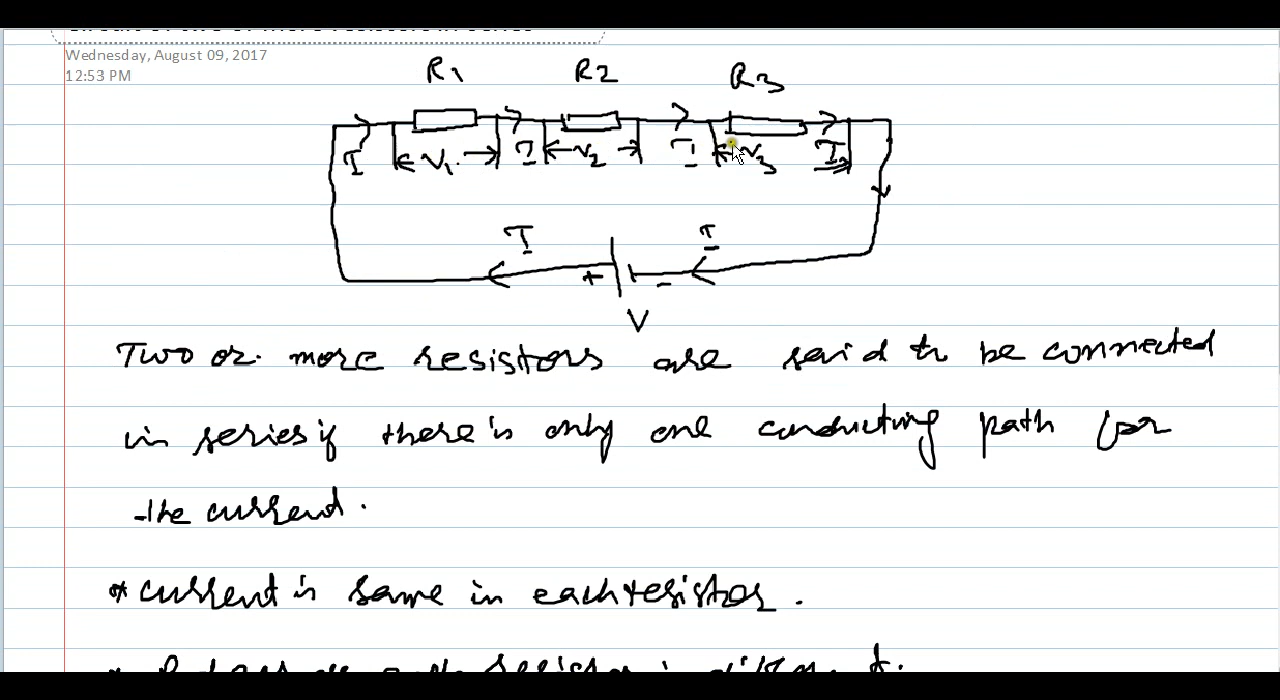 Wednesday, August 09, 2017
12:53 PM
R1 R2 R3
I V1 I V2 I V3 I
I I
+ -
V
Two or. more resistors are said to be connected
in series if there is only one conducting path for
the current.
* current is same in each resistor.